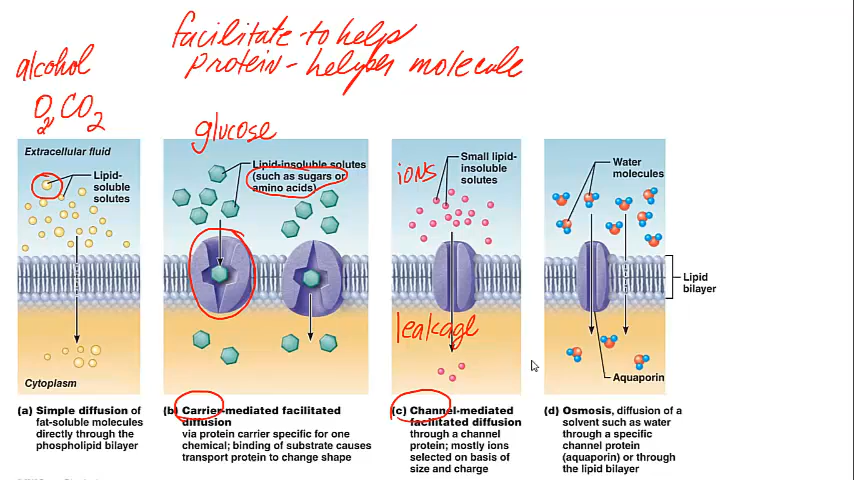 facilitate - to help
protein - helper molecule
alcohol
O2 CO2
glucose
ions
leakage
Extracellular fluid
Lipid-
soluble
solutes
Lipid-insoluble solutes
(such as sugars or
amino acids)
Small lipid-
insoluble
solutes
Water
molecules
Lipid
bilayer
Aquaporin
Cytoplasm
(a) Simple diffusion of
fat-soluble molecules
directly through the
phospholipid bilayer
(b) Carrier-mediated facilitated
diffusion
via protein carrier specific for one
chemical; binding of substrate causes
transport protein to change shape
(c) Channel-mediated
facilitated diffusion
through a channel
protein; mostly ions
selected on basis of
size and charge
(d) Osmosis, diffusion of a
solvent such as water
through a specific
channel protein
(aquaporin) or through
the lipid bilayer